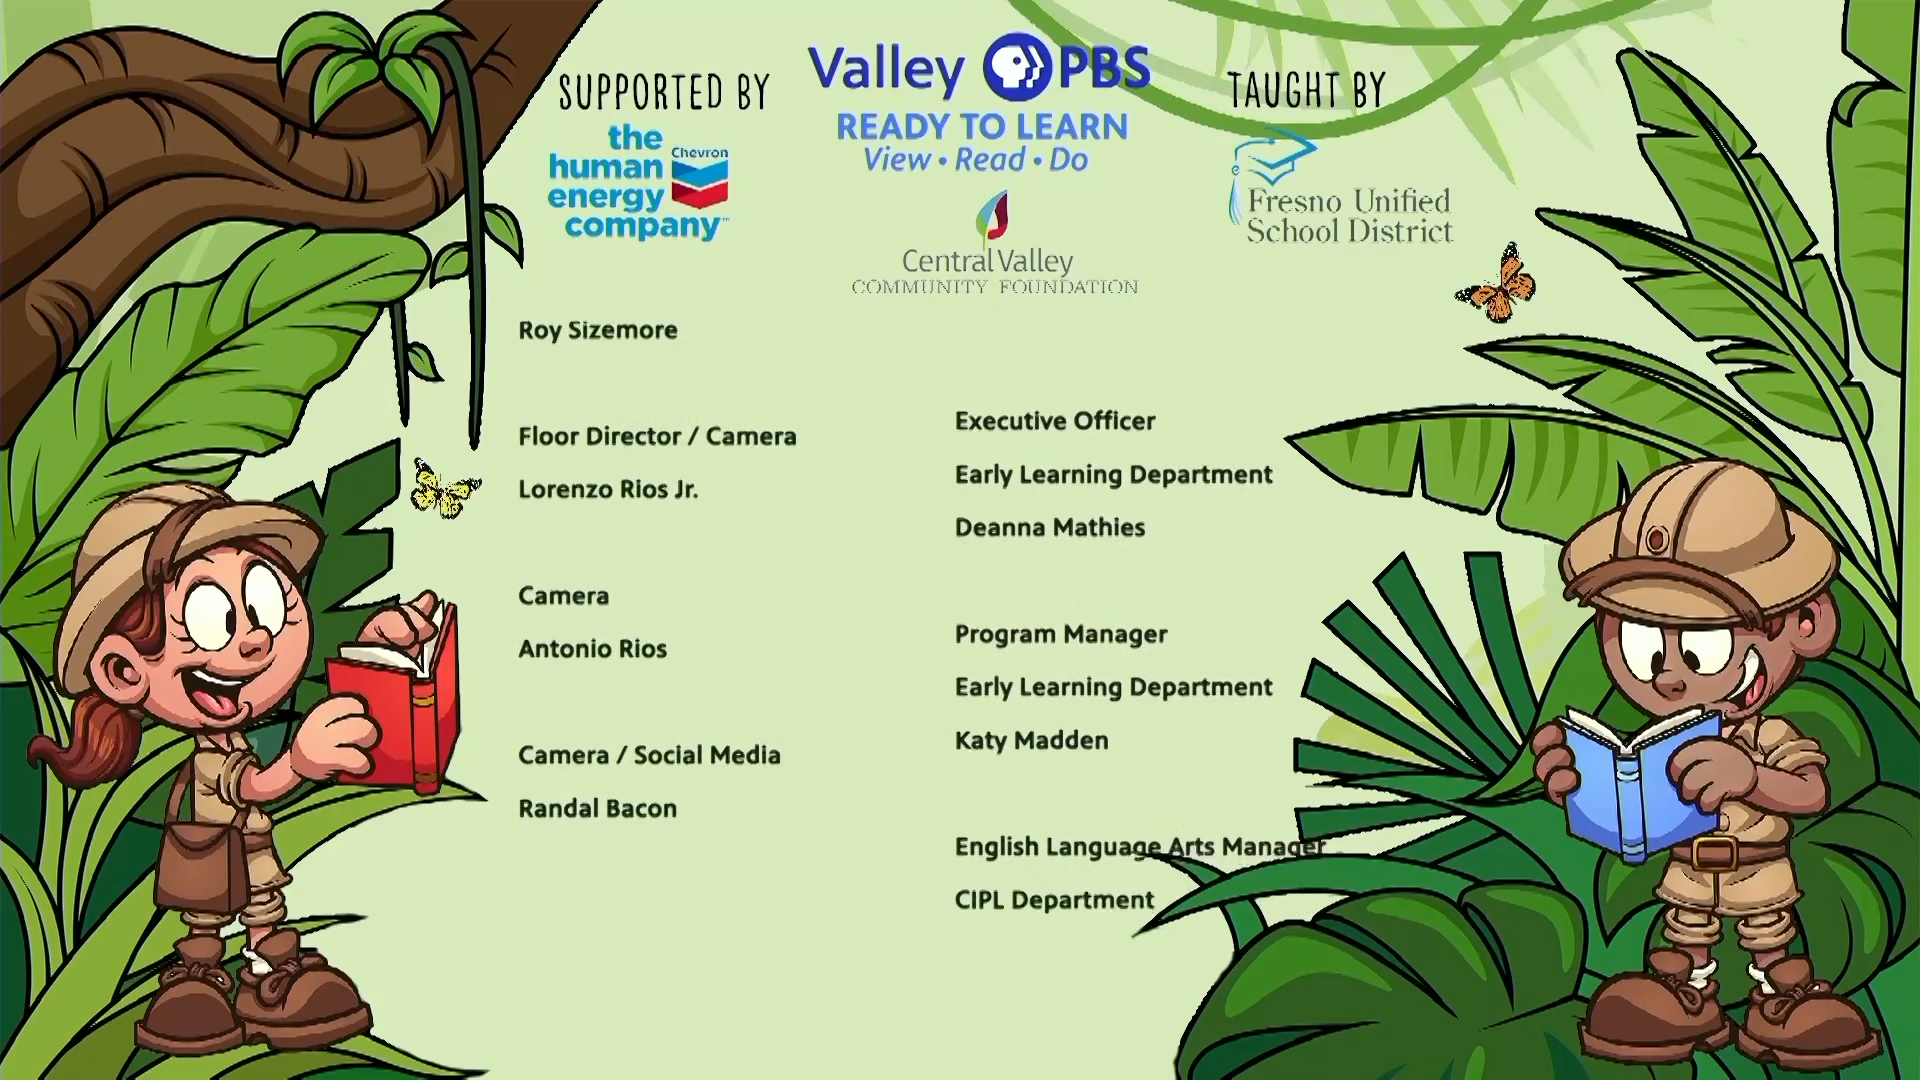 SUPPORTED BY
the
human
energy
company™
Chevron
Valley PBS
READY TO LEARN
View • Read • Do
Central Valley
COMMUNITY FOUNDATION
TAUGHT BY
Fresno Unified
School District
Roy Sizemore
Floor Director / Camera
Lorenzo Rios Jr.
Camera
Antonio Rios
Camera / Social Media
Randal Bacon
Executive Officer
Early Learning Department
Deanna Mathies
Program Manager
Early Learning Department
Katy Madden
English Language Arts Manager
CIPL Department